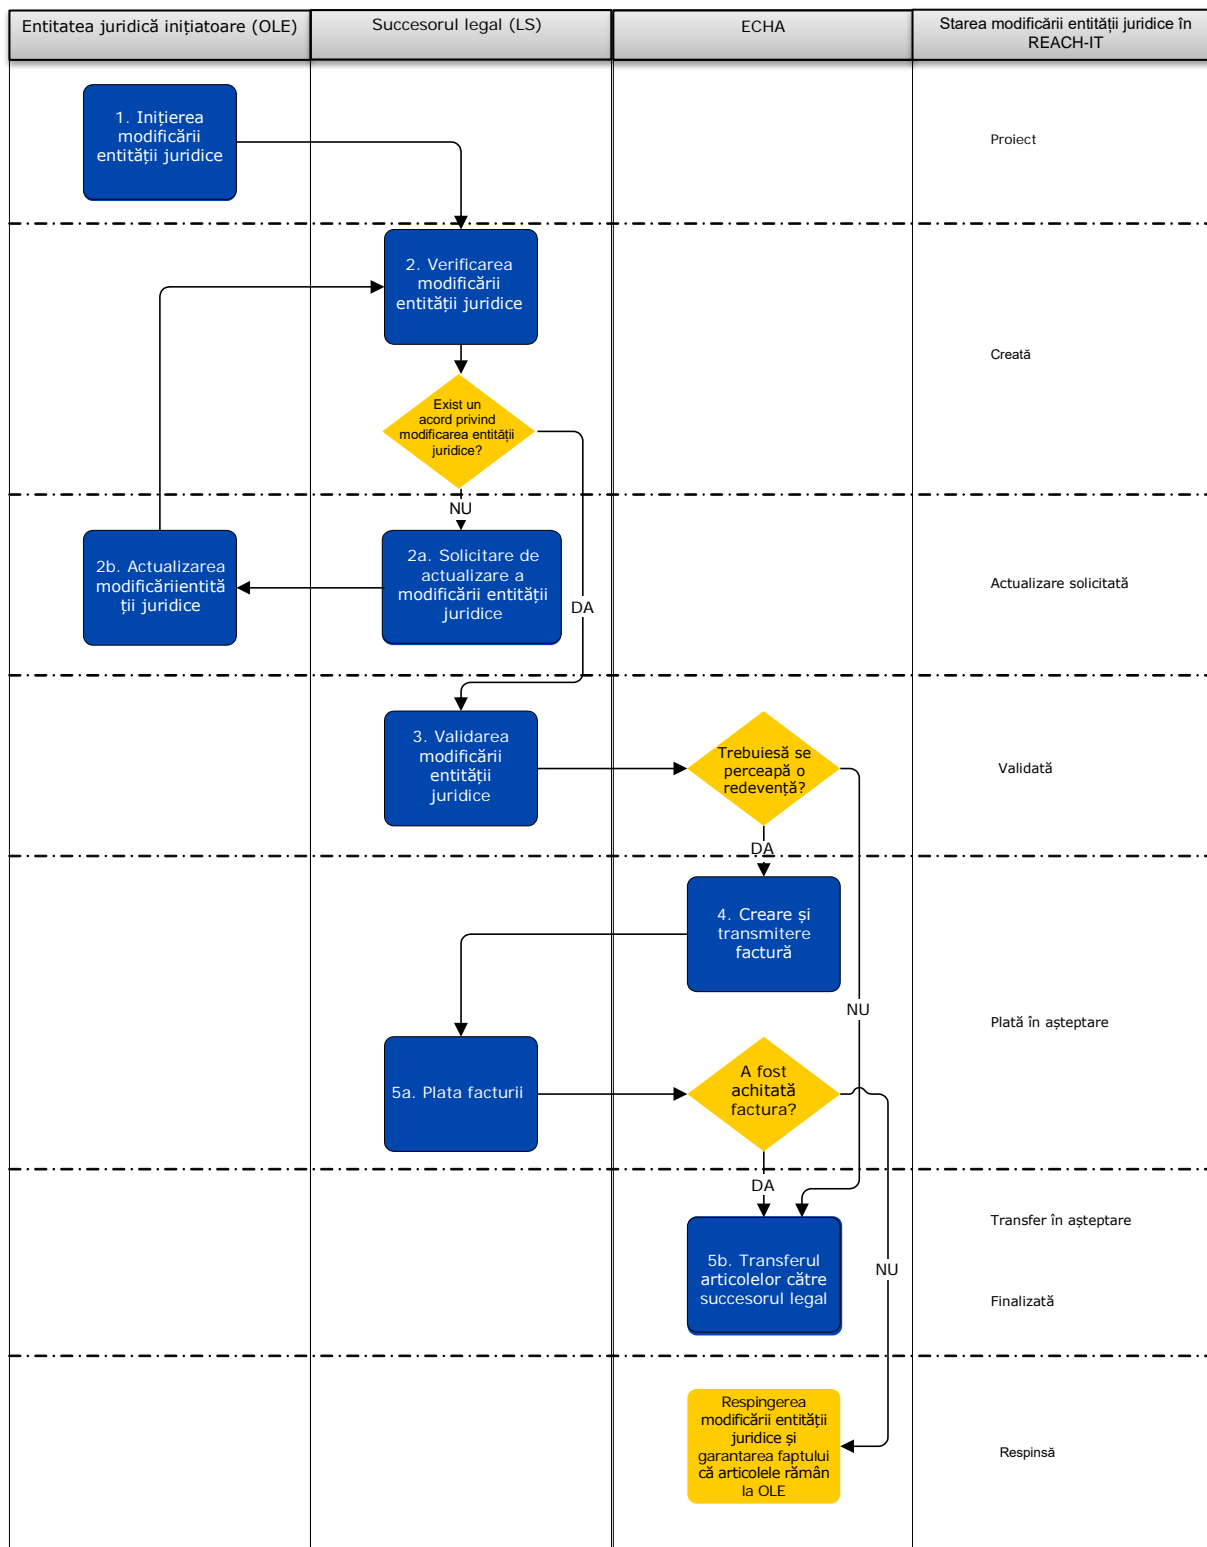 Entitatea juridică inițiatoare (OLE)
Succesorul legal (LS)
ECHA
Starea modificării entității juridice în
REACH-IT
1. Inițierea
modificării
entității juridice
Proiect
2. Verificarea
modificării
entității juridice
Creată
Exist un
acord privind
modificarea entității
juridice?
NU
DA
2b. Actualizarea
modificăriientită
ții juridice
2a. Solicitare de
actualizare a
modificării entității
juridice
Actualizare solicitată
3. Validarea
modificării
entității
juridice
Trebuiesă se
perceapă o
redevență?
Validată
DA
NU
4. Creare și
transmitere
factură
Plată în așteptare
5a. Plata facturii
A fost
achitată
factura?
DA
NU
Transfer în așteptare
5b. Transferul
articolelor către
succesorul legal
Finalizată
Respingerea
modificării entității
juridice și
garantarea faptului
că articolele rămân
la OLE
Respinsă